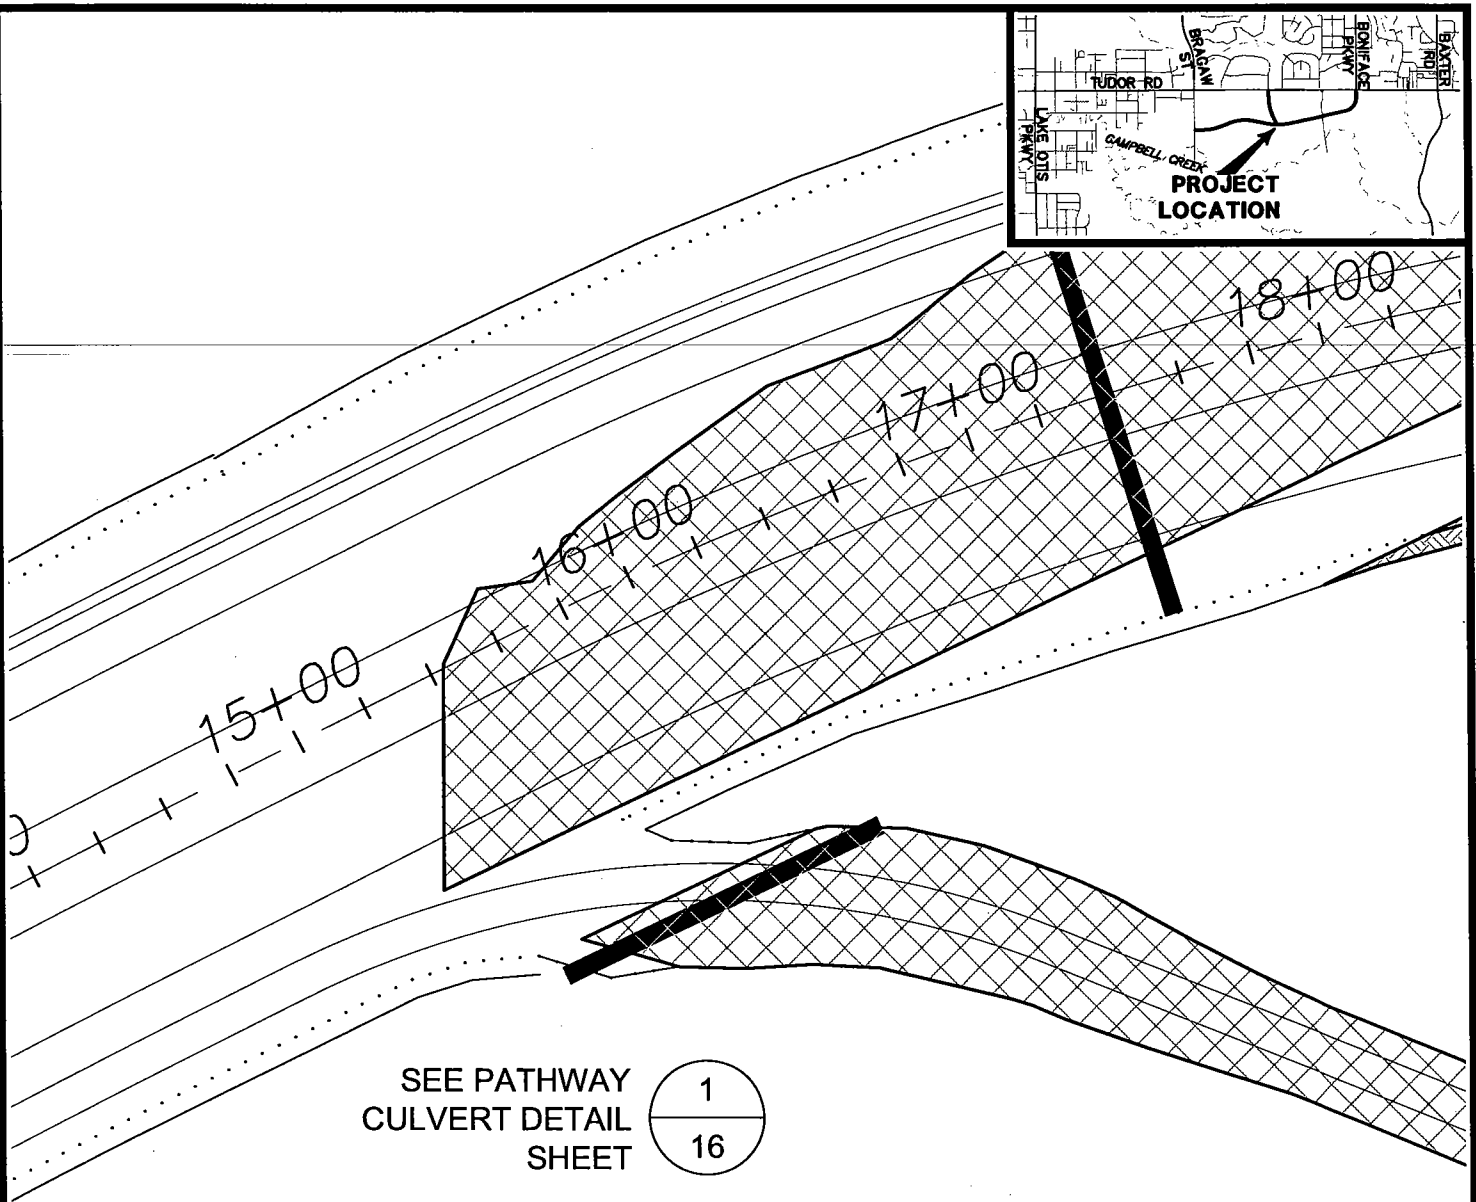 BRAGAW
ST
BONIFACE
PKWY
BAXTER
RD
TUDOR RD
LAKE OTIS
PKWY
CAMPBELL CREEK
PROJECT
LOCATION
18+00
17+00
16+00
15+00
0
SEE PATHWAY
CULVERT DETAIL
SHEET
1
16